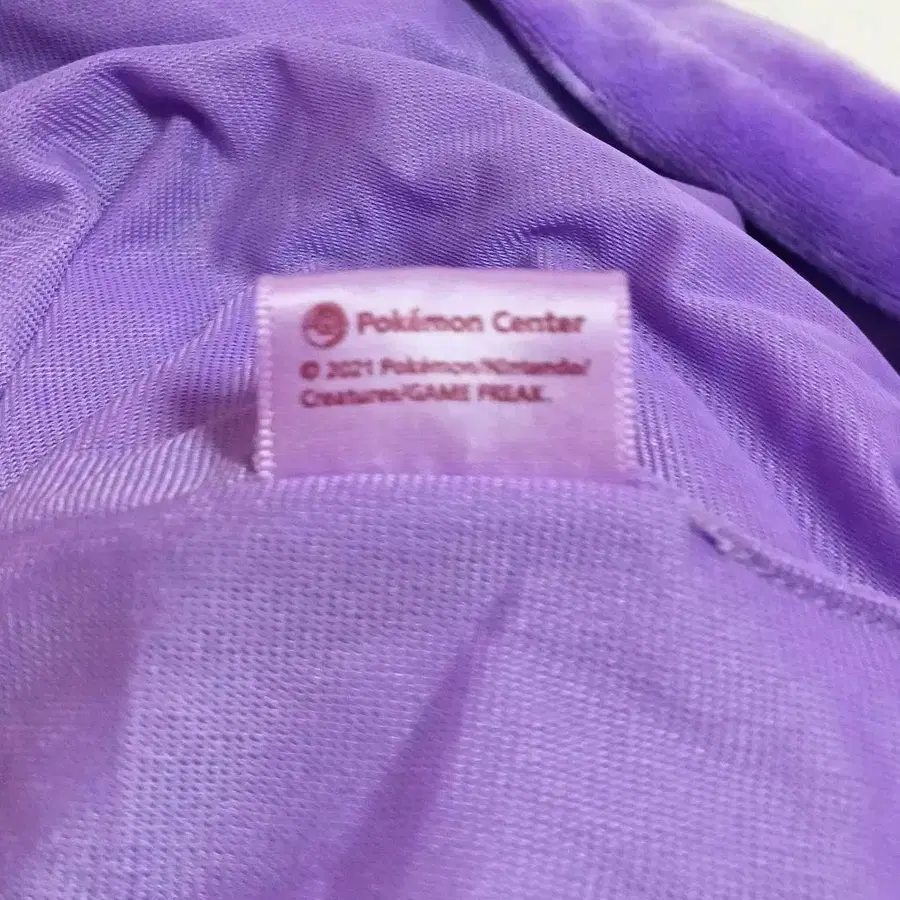 Pokémon Center
© 2021 Pokémon/Nintendo/
Creatures/GAME FREAK.